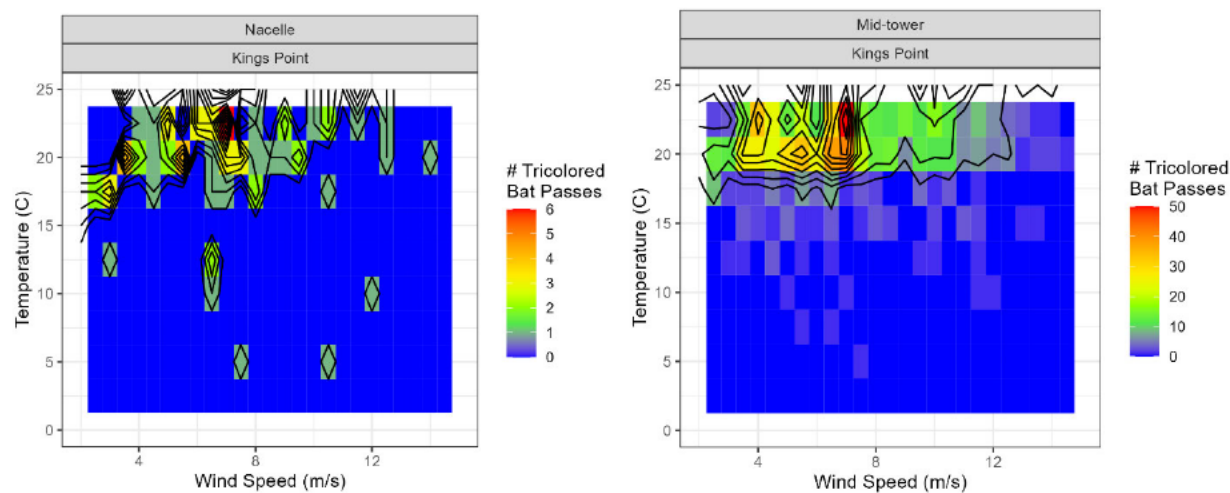 Nacelle
Kings Point
25
20
15
10
5
0
Temperature (C)
4
8
12
Wind Speed (m/s)
# Tricolored
Bat Passes
6
5
4
3
2
1
0
Mid-tower
Kings Point
25
20
15
10
5
0
Temperature (C)
4
8
12
Wind Speed (m/s)
# Tricolored
Bat Passes
50
40
30
20
10
0